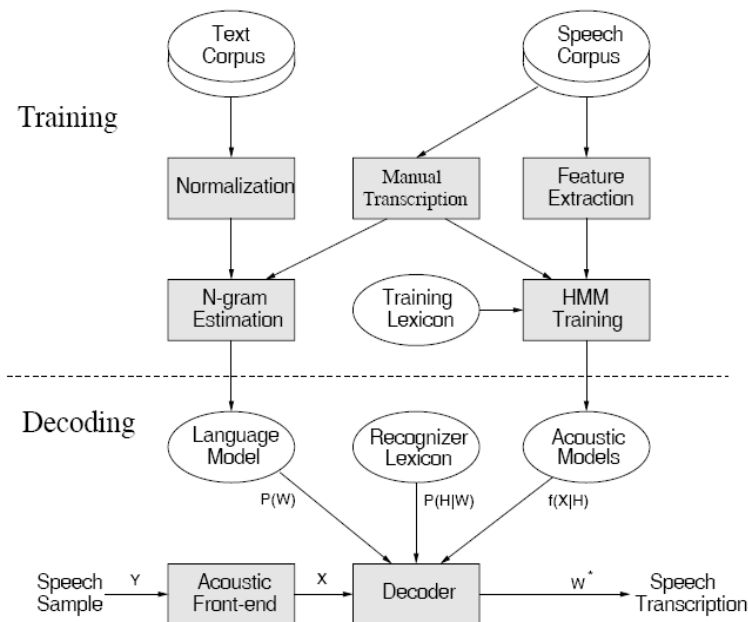 Text
Corpus
Speech
Corpus
Training
Normalization
Manual
Transcription
Feature
Extraction
N-gram
Estimation
Training
Lexicon
HMM
Training
Decoding
Language
Model
Recognizer
Lexicon
Acoustic
Models
P(W)
P(H|W)
f(X|H)
Speech
Sample
Y
Acoustic
Front-end
X
Decoder
W*
Speech
Transcription